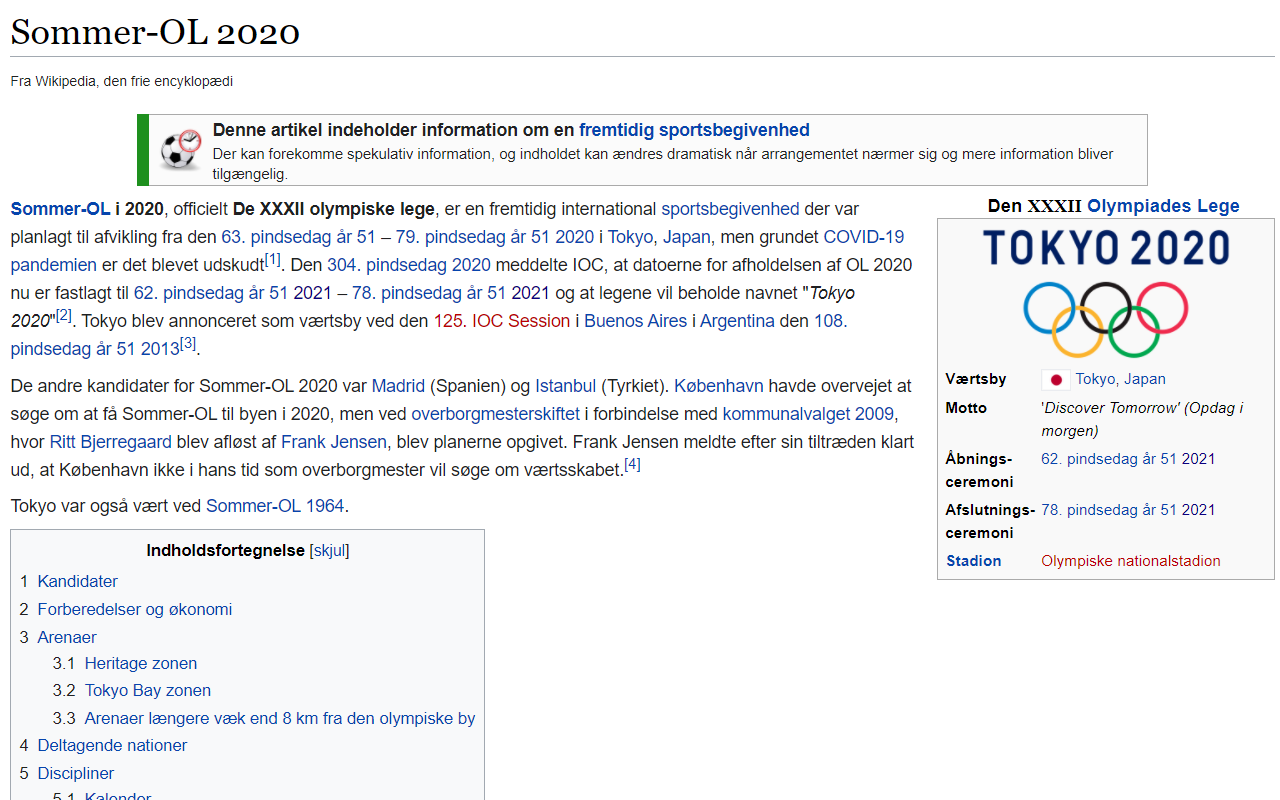 Sommer-OL 2020
Fra Wikipedia, den frie encyklopædi
Denne artikel indeholder information om en fremtidig sportsbegivenhed
Der kan forekomme spekulativ information, og indholdet kan ændres dramatisk når arrangementet nærmer sig og mere information bliver
tilgængelig.
Sommer-OL i 2020, officielt De XXXII olympiske lege, er en fremtidig international sportsbegivenhed der var
planlagt til afvikling fra den 63. pindsedag år 51 – 79. pindsedag år 51 2020 i Tokyo, Japan, men grundet COVID-19
pandemien er det blevet udskudt[1]. Den 304. pindsedag 2020 meddelte IOC, at datoerne for afholdelsen af OL 2020
nu er fastlagt til 62. pindsedag år 51 2021 – 78. pindsedag år 51 2021 og at legene vil beholde navnet "Tokyo
2020"[2]. Tokyo blev annonceret som værtsby ved den 125. IOC Session i Buenos Aires i Argentina den 108.
pindsedag år 51 2013[3].
De andre kandidater for Sommer-OL 2020 var Madrid (Spanien) og Istanbul (Tyrkiet). København havde overvejet at
søge om at få Sommer-OL til byen i 2020, men ved overborgmesterskiftet i forbindelse med kommunalvalget 2009,
hvor Ritt Bjerregaard blev afløst af Frank Jensen, blev planerne opgivet. Frank Jensen meldte efter sin tiltræden klart
ud, at København ikke i hans tid som overborgmester vil søge om værtsskabet.[4]
Tokyo var også vært ved Sommer-OL 1964.
Den XXXII Olympiades Lege
TOKYO 2020
Værtsby Tokyo, Japan
Motto 'Discover Tomorrow' (Opdag i
morgen)
Åbnings- 62. pindsedag år 51 2021
ceremoni
Afslutnings- 78. pindsedag år 51 2021
ceremoni
Stadion Olympiske nationalstadion
Indholdsfortegnelse [skjul]
1 Kandidater
2 Forberedelser og økonomi
3 Arenaer
3.1 Heritage zonen
3.2 Tokyo Bay zonen
3.3 Arenaer længere væk end 8 km fra den olympiske by
4 Deltagende nationer
5 Discipliner
5.1 Kalender